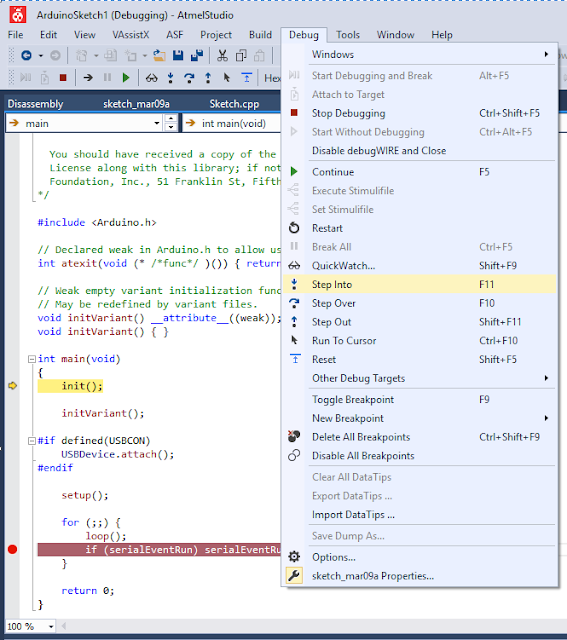 ArduinoSketch1 (Debugging) - AtmelStudio
File Edit View VAssistX ASF Project Build Debug Tools Window Help
Hex
Disassembly sketch_mar09a Sketch.cpp
main int main(void)
You should have received a copy of the
License along with this library; if not
Foundation, Inc., 51 Franklin St, Fifth
*/
#include <Arduino.h>
// Declared weak in Arduino.h to allow us
int atexit(void (* /*func*/ )()) { return
// Weak empty variant initialization func
// May be redefined by variant files.
void initVariant() __attribute__((weak));
void initVariant() { }
int main(void)
{
init();
initVariant();
#if defined(USBCON)
USBDevice.attach();
#endif
setup();
for (;;) {
loop();
if (serialEventRun) serialEventRu
}
return 0;
}
100 %
Windows
Start Debugging and Break Alt+F5
Attach to Target
Stop Debugging Ctrl+Shift+F5
Start Without Debugging Ctrl+Alt+F5
Disable debugWIRE and Close
Continue F5
Execute Stimulifile
Set Stimulifile
Restart
Break All Ctrl+F5
QuickWatch... Shift+F9
Step Into F11
Step Over F10
Step Out Shift+F11
Run To Cursor Ctrl+F10
Reset Shift+F5
Other Debug Targets
Toggle Breakpoint F9
New Breakpoint
Delete All Breakpoints Ctrl+Shift+F9
Disable All Breakpoints
Clear All DataTips
Export DataTips ...
Import DataTips ...
Save Dump As...
Options...
sketch_mar09a Properties...